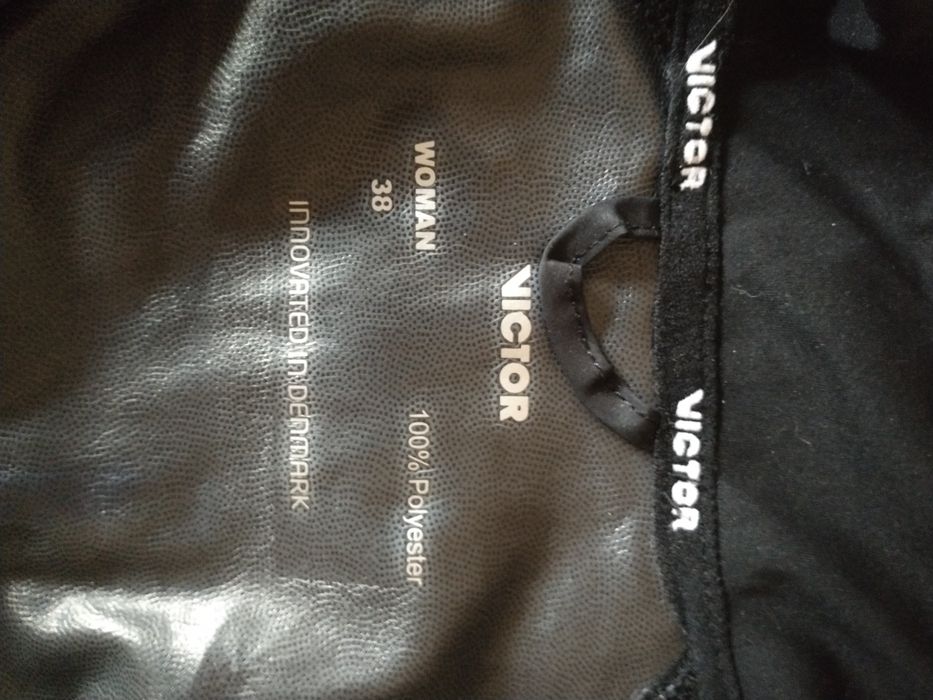 VICTOR
VICTOR
VICTOR
WOMAN
38
100% Polyester
INNOVATED IN DENMARK